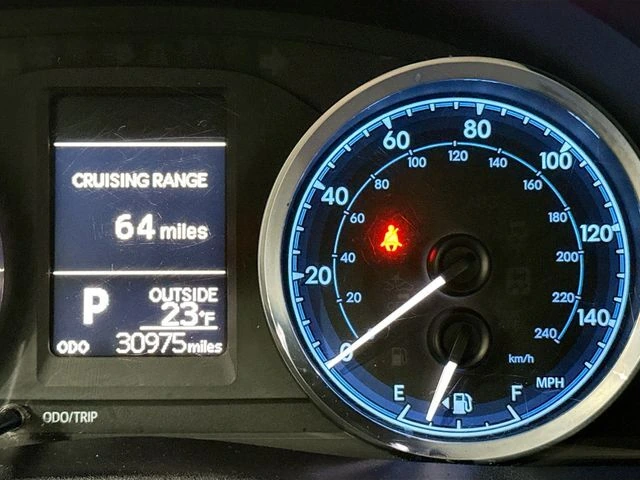 CRUISING RANGE
64 miles
P
OUTSIDE
23°F
ODO 30975 miles
ODO/TRIP
0 20 40 60 80 100 120 140
20 40 60 80 100 120 140 160 180 200 220 240
km/h
MPH
E F